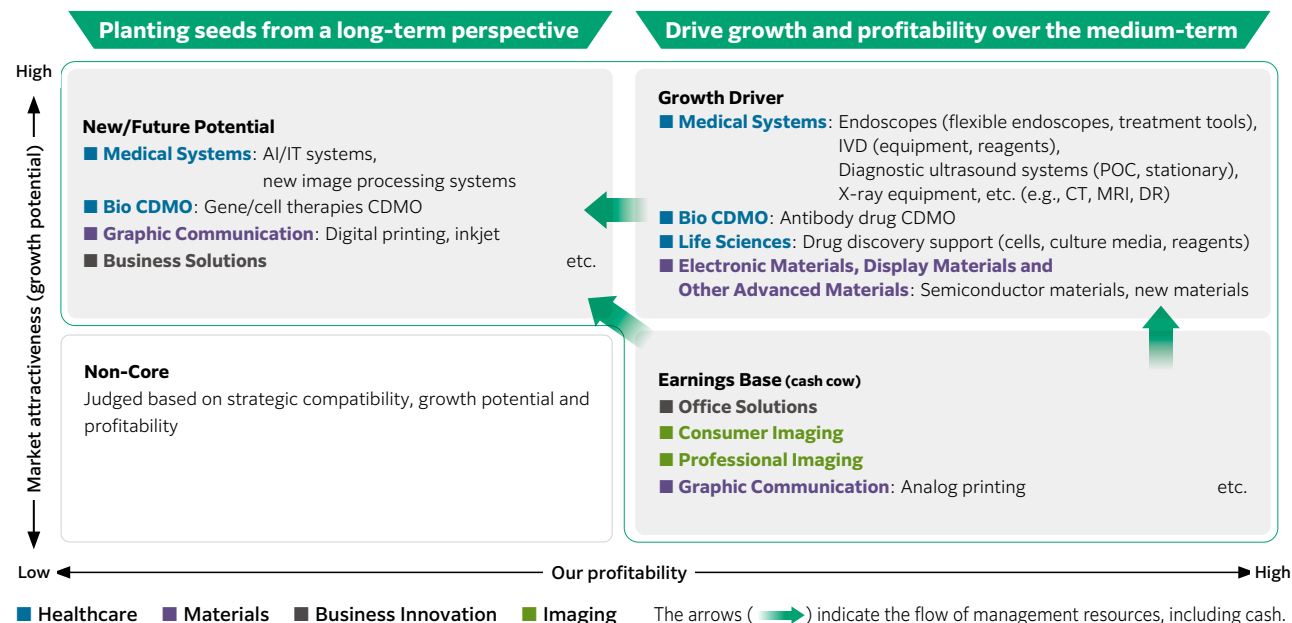 Planting seeds from a long-term perspective
Drive growth and profitability over the medium-term
High
Market attractiveness (growth potential)
New/Future Potential
■ Medical Systems: AI/IT systems,
new image processing systems
■ Bio CDMO: Gene/cell therapies CDMO
■ Graphic Communication: Digital printing, inkjet
■ Business Solutions etc.
Growth Driver
■ Medical Systems: Endoscopes (flexible endoscopes, treatment tools),
IVD (equipment, reagents),
Diagnostic ultrasound systems (POC, stationary),
X-ray equipment, etc. (e.g., CT, MRI, DR)
■ Bio CDMO: Antibody drug CDMO
■ Life Sciences: Drug discovery support (cells, culture media, reagents)
■ Electronic Materials, Display Materials and
Other Advanced Materials: Semiconductor materials, new materials
Non-Core
Judged based on strategic compatibility, growth potential and
profitability
Earnings Base (cash cow)
■ Office Solutions
■ Consumer Imaging
■ Professional Imaging
■ Graphic Communication: Analog printing etc.
Low
Our profitability
High
■ Healthcare ■ Materials ■ Business Innovation ■ Imaging
The arrows ( ) indicate the flow of management resources, including cash.